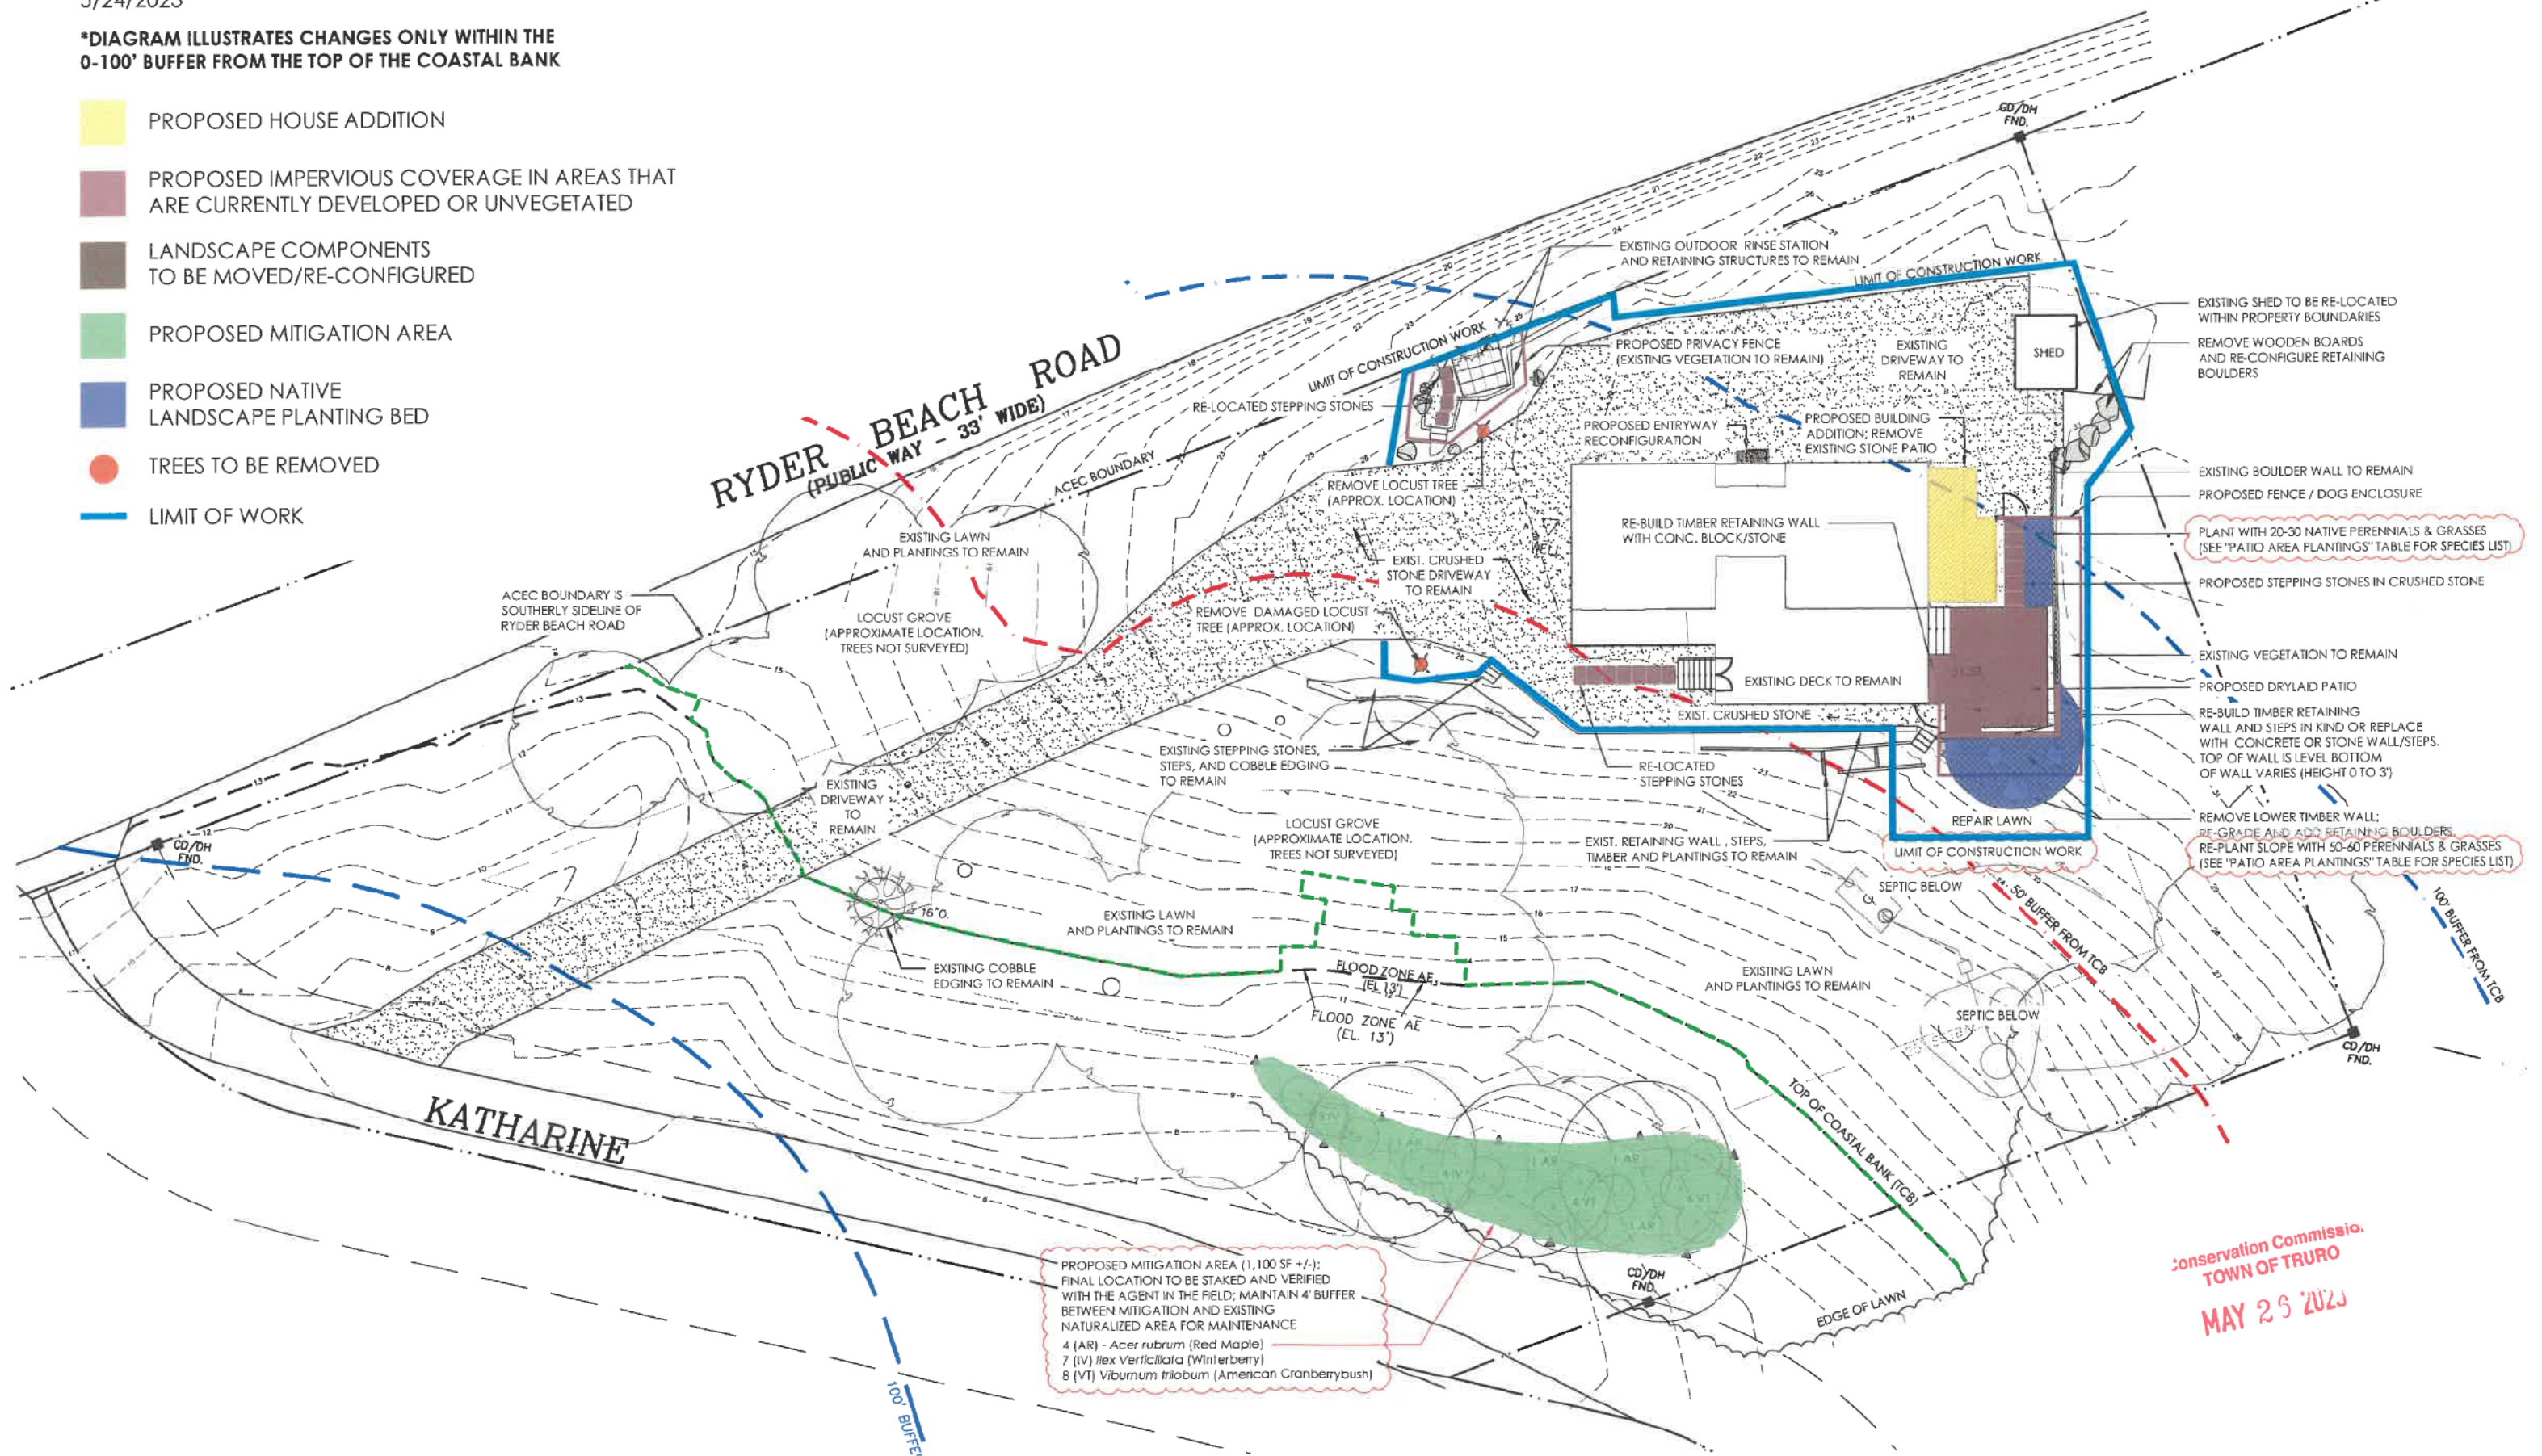 5/24/2023
*DIAGRAM ILLUSTRATES CHANGES ONLY WITHIN THE
0-100' BUFFER FROM THE TOP OF THE COASTAL BANK
PROPOSED HOUSE ADDITION
PROPOSED IMPERVIOUS COVERAGE IN AREAS THAT
ARE CURRENTLY DEVELOPED OR UNVEGETATED
LANDSCAPE COMPONENTS
TO BE MOVED/RE-CONFIGURED
PROPOSED MITIGATION AREA
PROPOSED NATIVE
LANDSCAPE PLANTING BED
TREES TO BE REMOVED
LIMIT OF WORK
RYDER BEACH ROAD
(PUBLIC WAY - 33' WIDE)
ACEC BOUNDARY
LIMIT OF CONSTRUCTION WORK
EXISTING OUTDOOR RINSE STATION
AND RETAINING STRUCTURES TO REMAIN
LIMIT OF CONSTRUCTION WORK
CD/DH
FND.
PROPOSED PRIVACY FENCE
(EXISTING VEGETATION TO REMAIN)
EXISTING
DRIVEWAY TO
REMAIN
SHED
EXISTING SHED TO BE RE-LOCATED
WITHIN PROPERTY BOUNDARIES
REMOVE WOODEN BOARDS
AND RE-CONFIGURE RETAINING
BOULDERS
RE-LOCATED STEPPING STONES
PROPOSED ENTRYWAY
RECONFIGURATION
PROPOSED BUILDING
ADDITION; REMOVE
EXISTING STONE PATIO
EXISTING BOULDER WALL TO REMAIN
PROPOSED FENCE / DOG ENCLOSURE
REMOVE LOCUST TREE
(APPROX. LOCATION)
RE-BUILD TIMBER RETAINING WALL
WITH CONC. BLOCK/STONE
WELL
PLANT WITH 20-30 NATIVE PERENNIALS & GRASSES
(SEE "PATIO AREA PLANTINGS" TABLE FOR SPECIES LIST)
EXISTING LAWN
AND PLANTINGS TO REMAIN
EXIST. CRUSHED
STONE DRIVEWAY
TO REMAIN
PROPOSED STEPPING STONES IN CRUSHED STONE
ACEC BOUNDARY IS
SOUTHERLY SIDELINE OF
RYDER BEACH ROAD
LOCUST GROVE
(APPROXIMATE LOCATION.
TREES NOT SURVEYED)
REMOVE DAMAGED LOCUST
TREE (APPROX. LOCATION)
EXISTING VEGETATION TO REMAIN
EXISTING DECK TO REMAIN
PROPOSED DRYLAID PATIO
EXIST. CRUSHED STONE
RE-BUILD TIMBER RETAINING
WALL AND STEPS IN KIND OR REPLACE
WITH CONCRETE OR STONE WALL/STEPS.
TOP OF WALL IS LEVEL BOTTOM
OF WALL VARIES (HEIGHT 0 TO 3')
EXISTING STEPPING STONES,
STEPS, AND COBBLE EDGING
TO REMAIN
RE-LOCATED
STEPPING STONES
EXISTING
DRIVEWAY
TO
REMAIN
REPAIR LAWN
REMOVE LOWER TIMBER WALL;
RE-GRADE AND ADD RETAINING BOULDERS
RE-PLANT SLOPE WITH 50-60 PERENNIALS & GRASSES
(SEE "PATIO AREA PLANTINGS" TABLE FOR SPECIES LIST)
LOCUST GROVE
(APPROXIMATE LOCATION.
TREES NOT SURVEYED)
EXIST. RETAINING WALL , STEPS,
TIMBER AND PLANTINGS TO REMAIN
LIMIT OF CONSTRUCTION WORK
CD/DH
FND.
SEPTIC BELOW
50' BUFFER FROM TCB
100' BUFFER FROM TCB
16"O.
EXISTING LAWN
AND PLANTINGS TO REMAIN
EXISTING COBBLE
EDGING TO REMAIN
FLOOD ZONE AE
(EL 13')
FLOOD ZONE AE
(EL. 13')
EXISTING LAWN
AND PLANTINGS TO REMAIN
SEPTIC BELOW
CD/DH
FND.
TOP OF COASTAL BANK (TCB)
KATHARINE
4 VT
1 AR
PROPOSED MITIGATION AREA (1,100 SF +/-);
FINAL LOCATION TO BE STAKED AND VERIFIED
WITH THE AGENT IN THE FIELD; MAINTAIN 4' BUFFER
BETWEEN MITIGATION AND EXISTING
NATURALIZED AREA FOR MAINTENANCE
4 (AR) - Acer rubrum (Red Maple)
7 (IV) Ilex Verticillata (Winterberry)
8 (VT) Viburnum trilobum (American Cranberrybush)
CD/DH
FND.
EDGE OF LAWN
100' BUFFE
Conservation Commissio.
TOWN OF TRURO
MAY 2